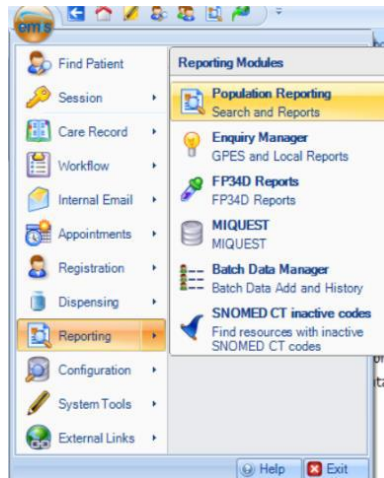 ems
Find Patient
Session
Care Record
Workflow
Internal Email
Appointments
Registration
Dispensing
Reporting
Configuration
System Tools
External Links
Reporting Modules
Population Reporting
Search and Reports
Enquiry Manager
GPES and Local Reports
FP34D Reports
FP34D Reports
MIQUEST
MIQUEST
Batch Data Manager
Batch Data Add and History
SNOMED CT inactive codes
Find resources with inactive
SNOMED CT codes
Help
Exit